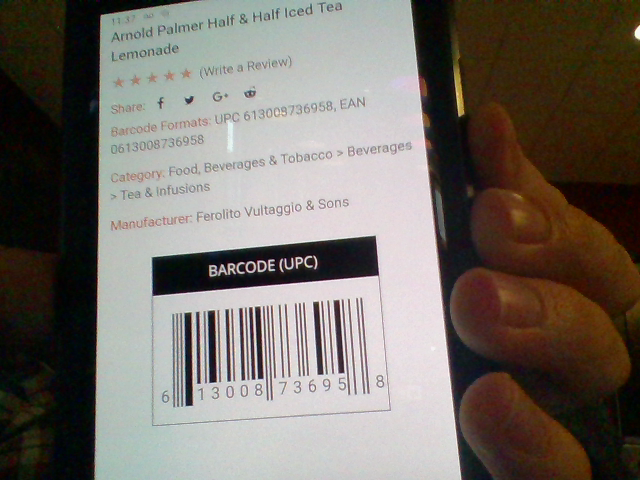 11:37
Arnold Palmer Half & Half Iced Tea
Lemonade
(Write a Review)
Share: f G+
Barcode Formats: UPC 613008736958, EAN
0613008736958
Category: Food, Beverages & Tobacco > Beverages
> Tea & Infusions
Manufacturer: Ferolito Vultaggio & Sons
BARCODE (UPC)
6 13008 73695 8